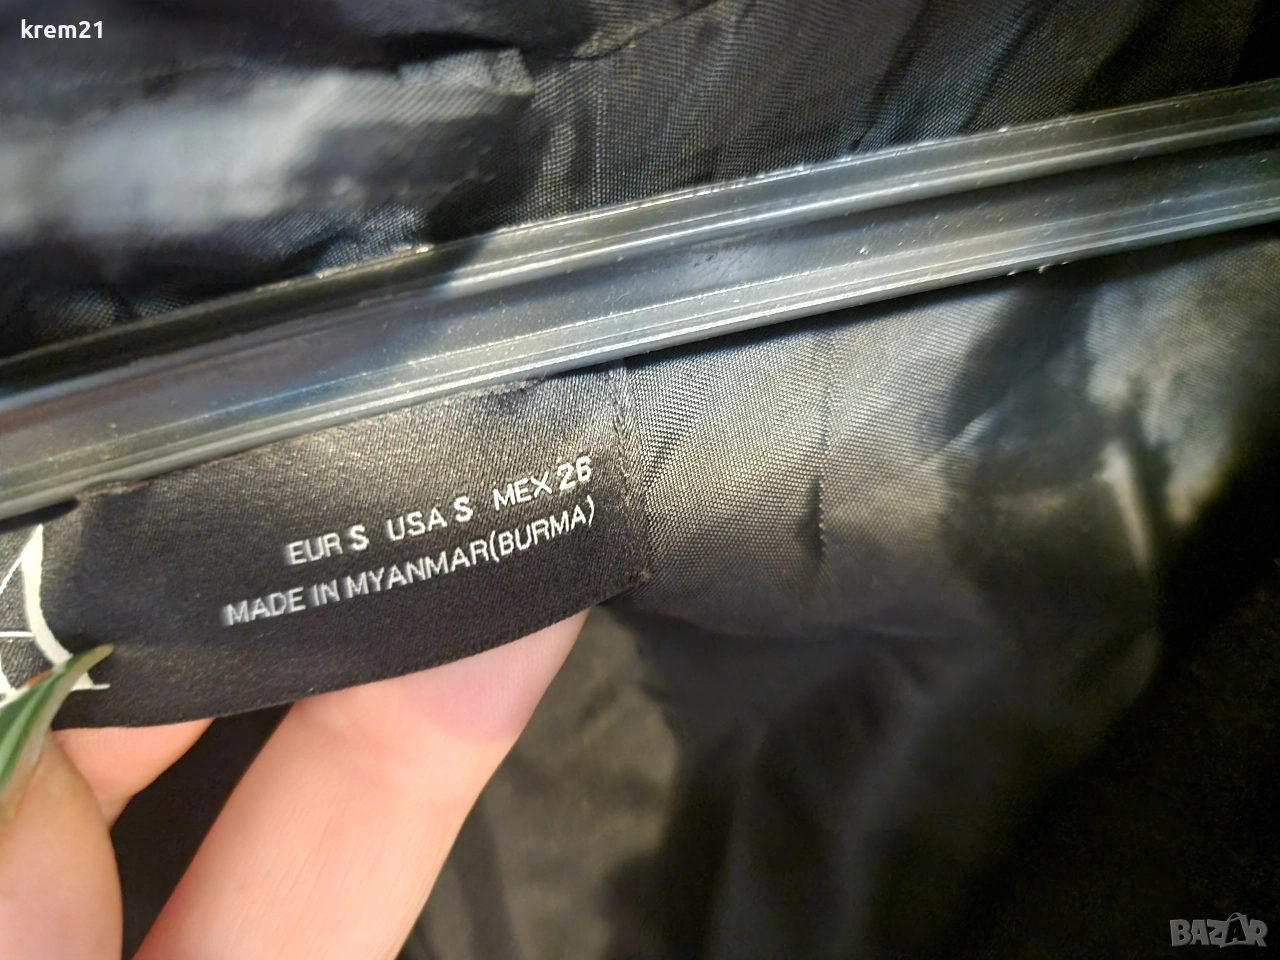 krem21
EUR S USA S MEX 26
MADE IN MYANMAR(BURMA)
BAZAR